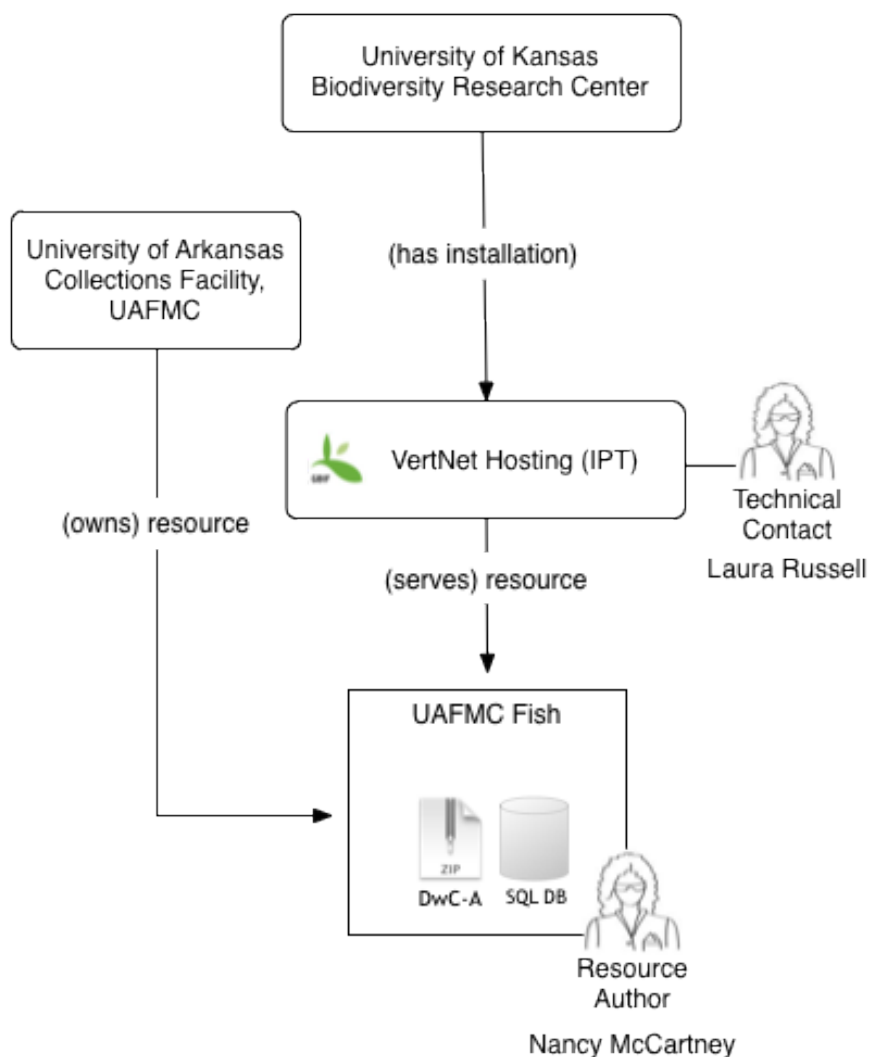 University of Kansas
Biodiversity Research Center
University of Arkansas
Collections Facility,
UAFMC
(has installation)
GBIF
VertNet Hosting (IPT)
Technical
Contact
Laura Russell
(owns) resource
(serves) resource
UAFMC Fish
ZIP
DwC-A
SQL DB
Resource
Author
Nancy McCartney